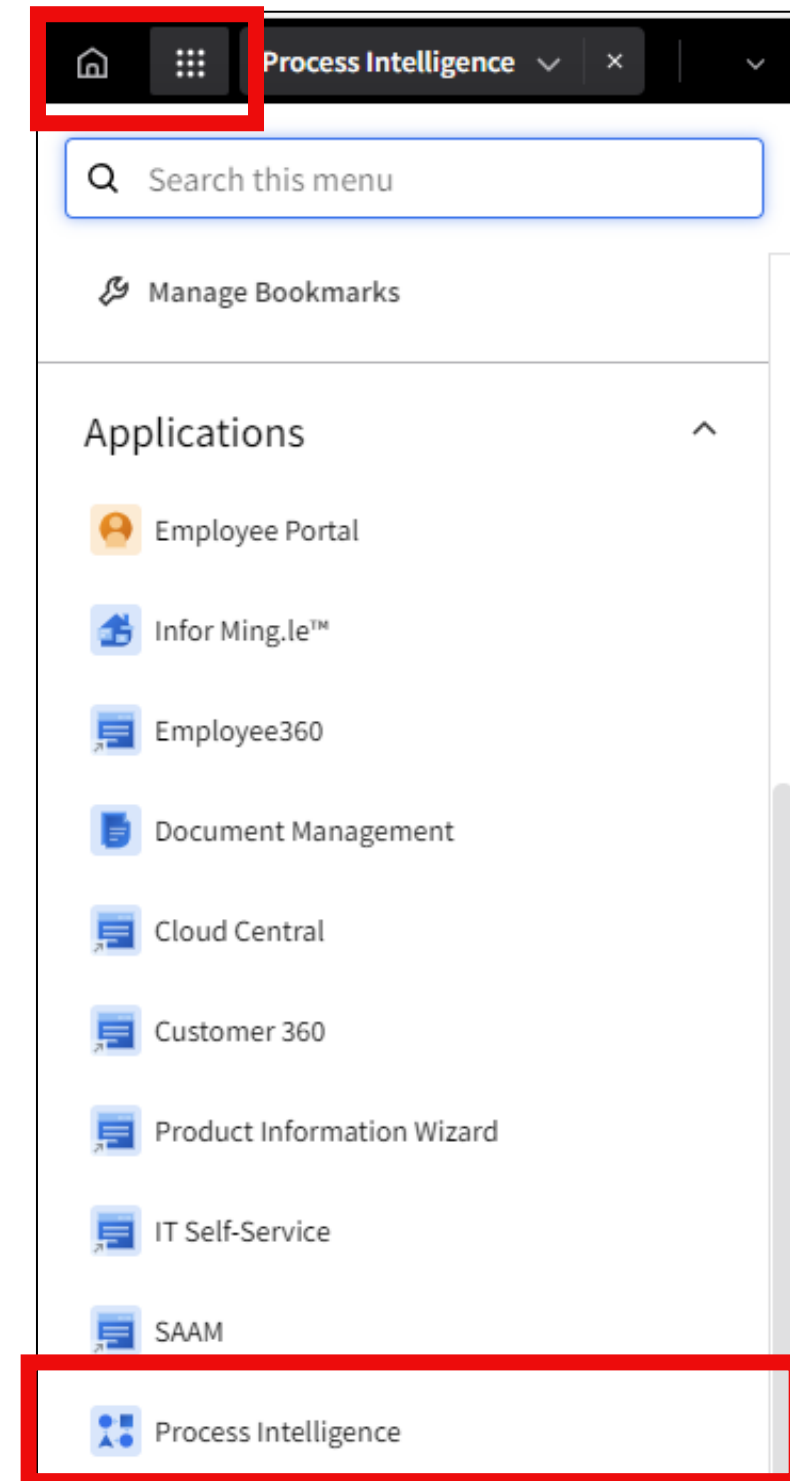 Process Intelligence
Search this menu
Manage Bookmarks
Applications
Employee Portal
Infor Ming.le™
Employee360
Document Management
Cloud Central
Customer 360
Product Information Wizard
IT Self-Service
SAAM
Process Intelligence